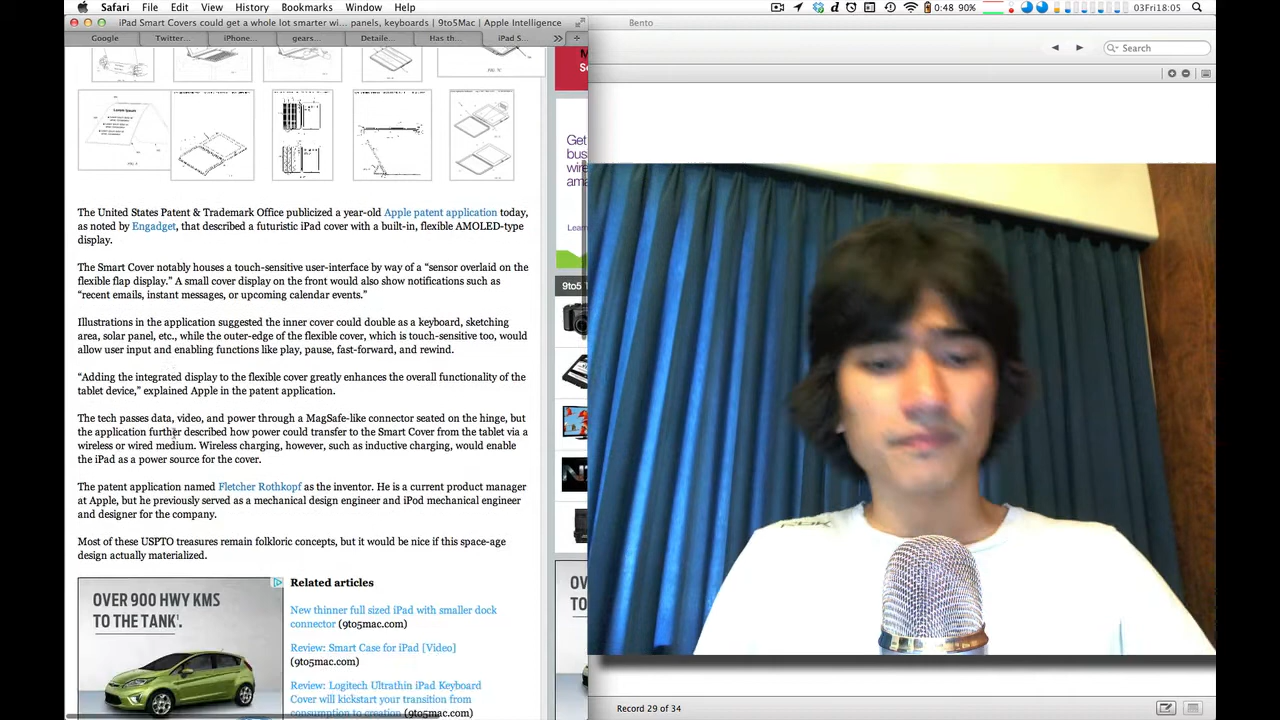 Safari File Edit View History Bookmarks Window Help
0:48 90% 03Fri18:05
iPad Smart Covers could get a whole lot smarter wi... panels, keyboards | 9to5Mac | Apple Intelligence
Bento
Google Twitter... iPhone... gears... Detaile... Has th... iPad S...
Search
The United States Patent & Trademark Office publicized a year-old Apple patent application today,
as noted by Engadget, that described a futuristic iPad cover with a built-in, flexible AMOLED-type
display.
The Smart Cover notably houses a touch-sensitive user-interface by way of a “sensor overlaid on the
flexible flap display.” A small cover display on the front would also show notifications such as
“recent emails, instant messages, or upcoming calendar events.”
Illustrations in the application suggested the inner cover could double as a keyboard, sketching
area, solar panel, etc., while the outer-edge of the flexible cover, which is touch-sensitive too, would
allow user input and enabling functions like play, pause, fast-forward, and rewind.
“Adding the integrated display to the flexible cover greatly enhances the overall functionality of the
tablet device,” explained Apple in the patent application.
The tech passes data, video, and power through a MagSafe-like connector seated on the hinge, but
the application further described how power could transfer to the Smart Cover from the tablet via a
wireless or wired medium. Wireless charging, however, such as inductive charging, would enable
the iPad as a power source for the cover.
The patent application named Fletcher Rothkopf as the inventor. He is a current product manager
at Apple, but he previously served as a mechanical design engineer and iPod mechanical engineer
and designer for the company.
Most of these USPTO treasures remain folkloric concepts, but it would be nice if this space-age
design actually materialized.
OVER 900 HWY KMS
TO THE TANK
Related articles
New thinner full sized iPad with smaller dock
connector (9to5mac.com)
Review: Smart Case for iPad [Video]
(9to5mac.com)
Review: Logitech Ultrathin iPad Keyboard
Cover will kickstart your transition from
consumption to creation (9to5mac.com)
Get
bus
wire
ama
Learn
9to5
Record 29 of 34